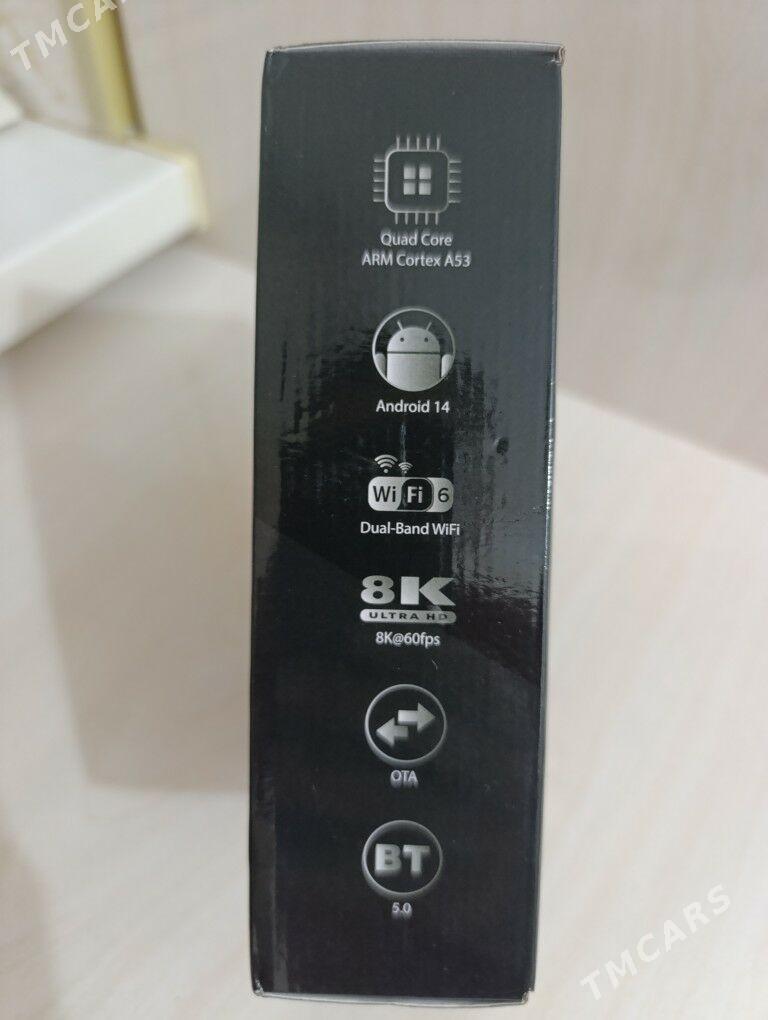 TMCARS
Quad Core
ARM Cortex A53
Android 14
Wi Fi 6
Dual-Band WiFi
8K
ULTRA HD
8K@60fps
OTA
BT
5.0
TMCARS